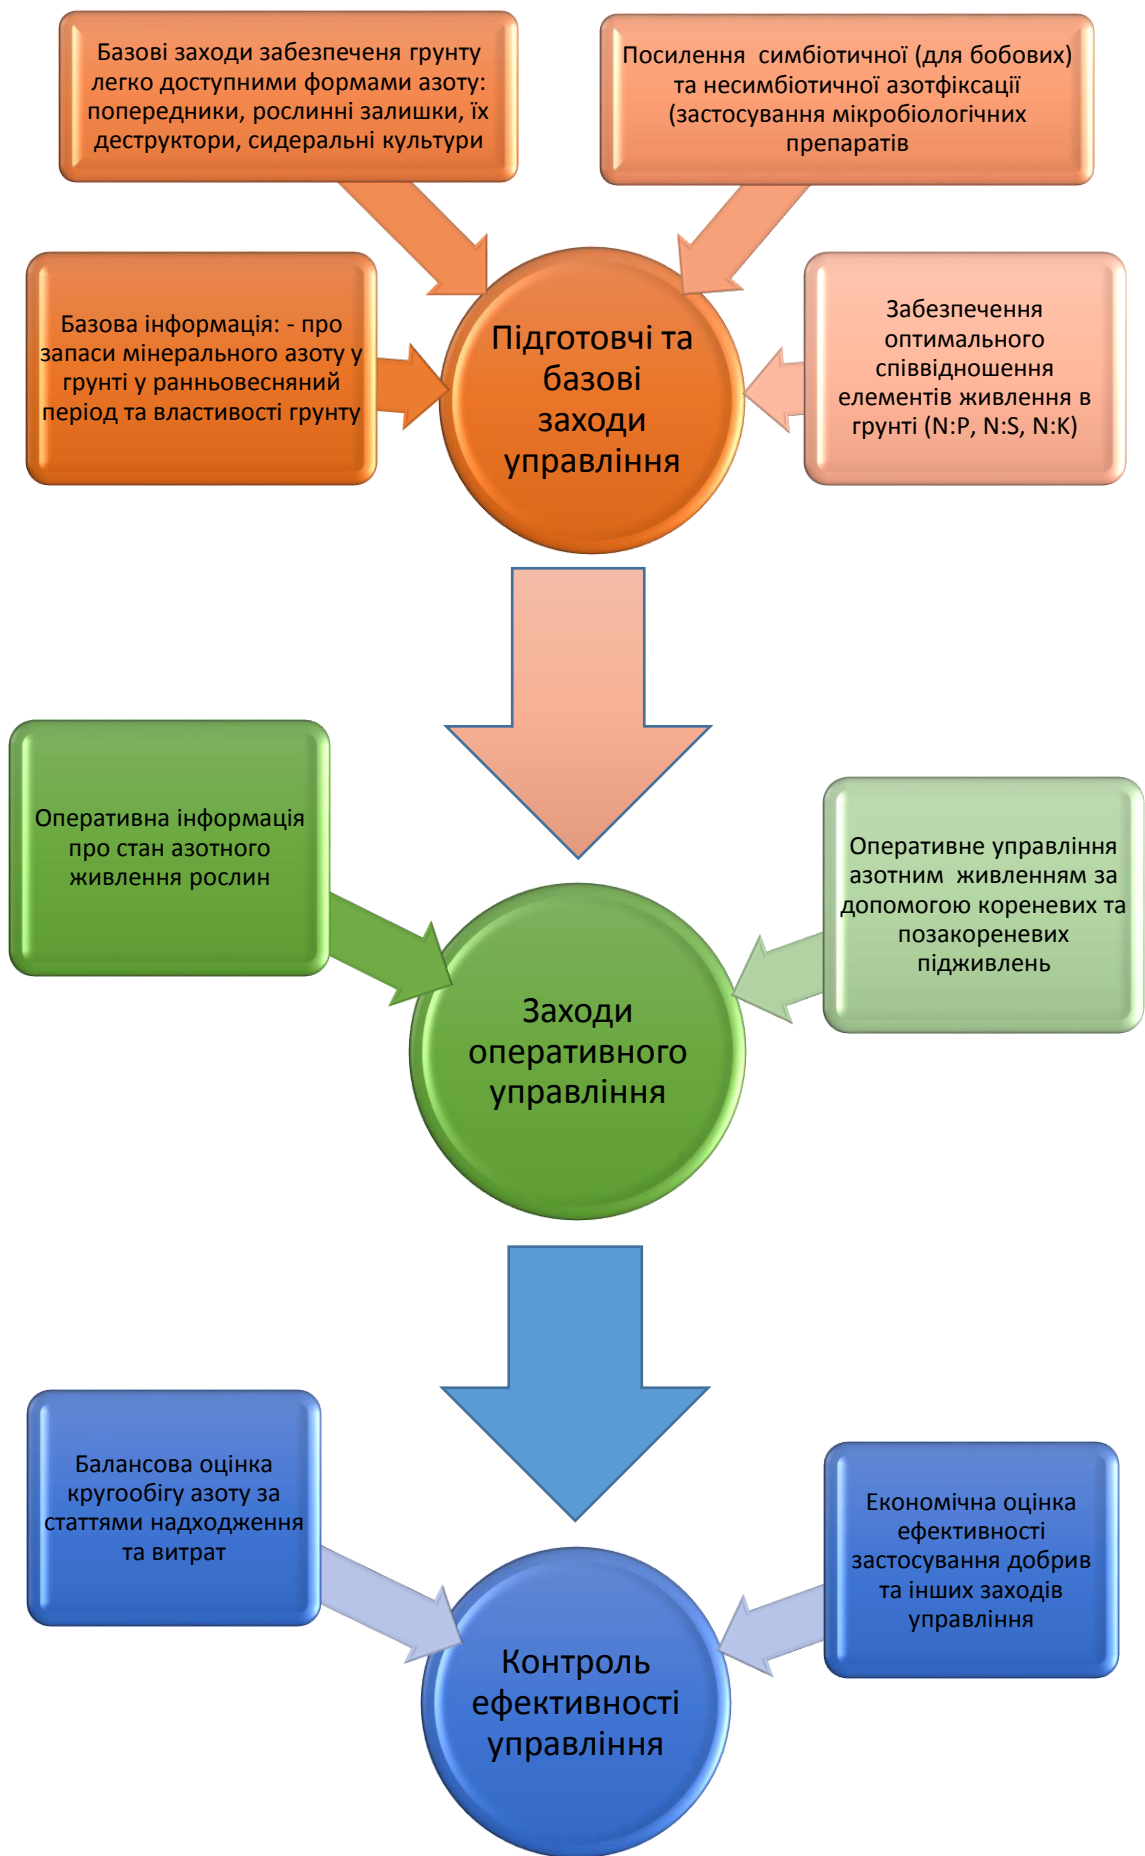 Базові заходи забезпеченя грунту
легко доступними формами азоту:
попередники, рослинні залишки, їх
деструктори, сидеральні культури
Посилення симбіотичної (для бобових)
та несимбіотичної азотфіксації
(застосування мікробіологічних
препаратів
Базова інформація: - про
запаси мінерального азоту у
грунті у ранньовесняний
період та властивості грунту
Підготовчі та
базові
заходи
управління
Забезпечення
оптимального
співвідношення
елементів живлення в
грунті (N:P, N:S, N:K)
Оперативна інформація
про стан азотного
живлення рослин
Оперативне управління
азотним живленням за
допомогою кореневих та
позакореневих
підживлень
Заходи
оперативного
управління
Балансова оцінка
кругообігу азоту за
статтями надходження
та витрат
Економічна оцінка
ефективності
застосування добрив
та інших заходів
управління
Контроль
ефективності
управління